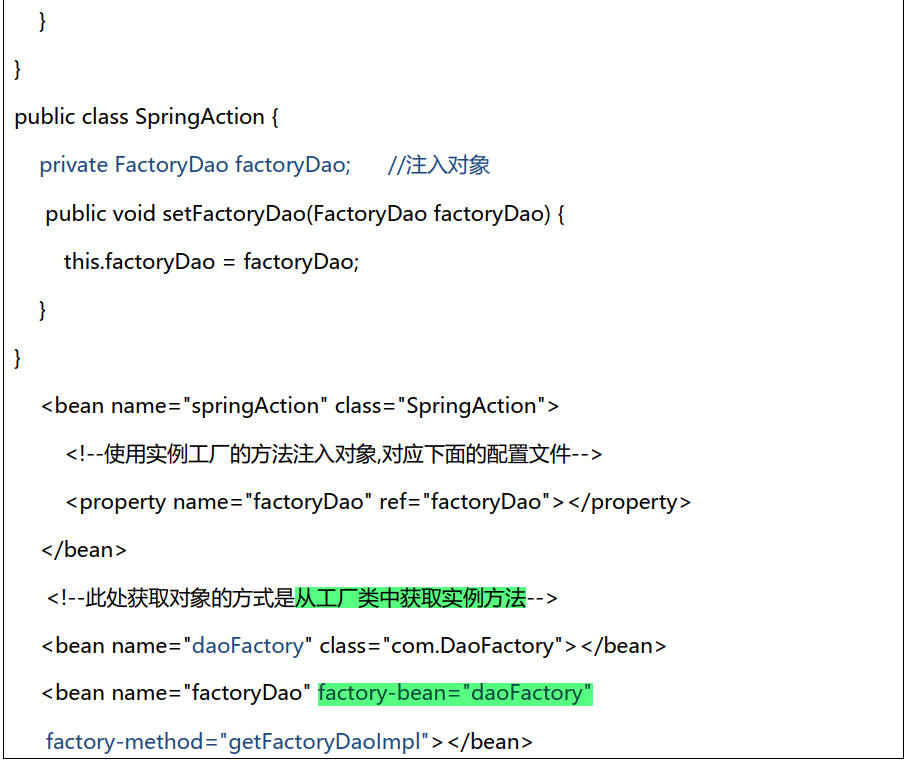 }
}
public class SpringAction {
private FactoryDao factoryDao; //注入对象
public void setFactoryDao(FactoryDao factoryDao) {
this.factoryDao = factoryDao;
}
}
<bean name="springAction" class="SpringAction">
<!--使用实例工厂的方法注入对象,对应下面的配置文件-->
<property name="factoryDao" ref="factoryDao"></property>
</bean>
<!--此处获取对象的方式是从工厂类中获取实例方法-->
<bean name="daoFactory" class="com.DaoFactory"></bean>
<bean name="factoryDao" factory-bean="daoFactory"
factory-method="getFactoryDaoImpl"></bean>